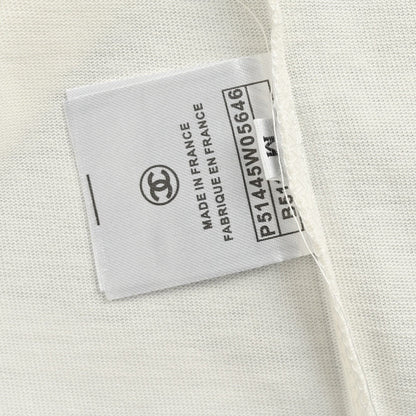 MADE IN FRANCE
FABRIQUE EN FRANCE
P51445W05646
M